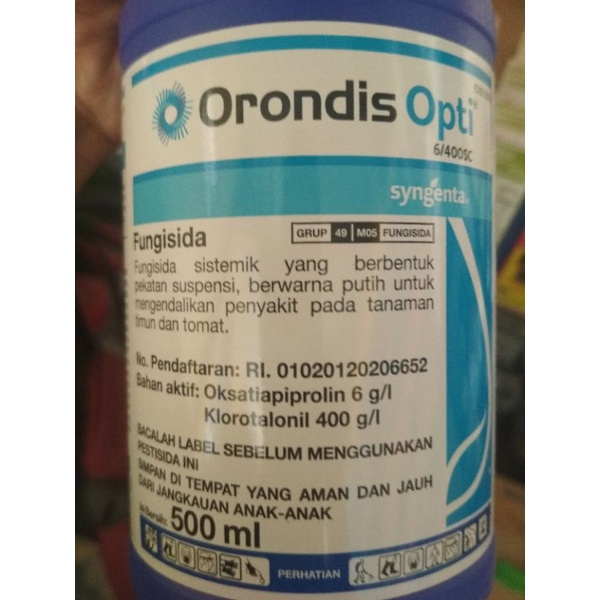 Orondis Opti®
6/400SC
syngenta
Fungisida
GRUP 49 M05 FUNGISIDA
Fungisida sistemik yang berbentuk
pekatan suspensi, berwarna putih untuk
mengendalikan penyakit pada tanaman
timun dan tomat.
No. Pendaftaran: RI. 01020120206652
Bahan aktif: Oksatiapiprolin 6 g/l
Klorotalonil 400 g/l
BACALAH LABEL SEBELUM MENGGUNAKAN
PESTISIDA INI
SIMPAN DI TEMPAT YANG AMAN DAN JAUH
DARI JANGKAUAN ANAK-ANAK
Isi Bersih: 500 ml
PERHATIAN